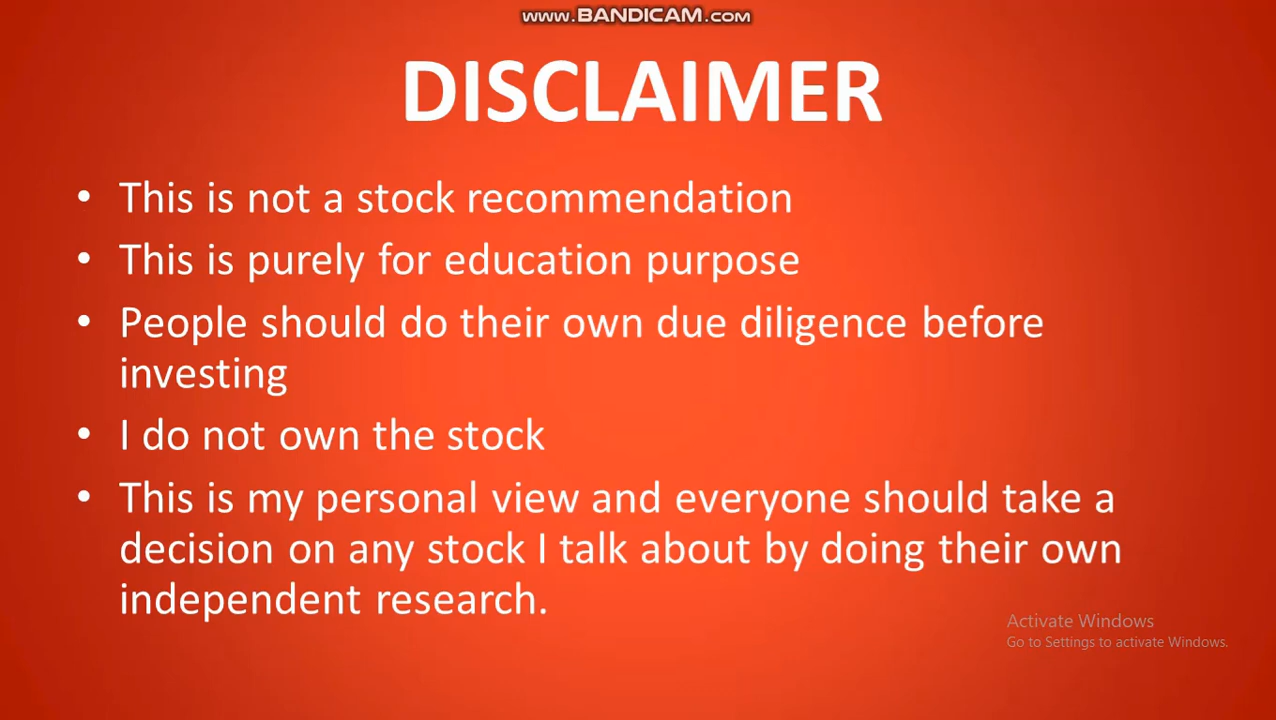 www.BANDICAM.com
DISCLAIMER
• This is not a stock recommendation
• This is purely for education purpose
• People should do their own due diligence before
investing
• I do not own the stock
• This is my personal view and everyone should take a
decision on any stock I talk about by doing their own
independent research.
Activate Windows
Go to Settings to activate Windows.